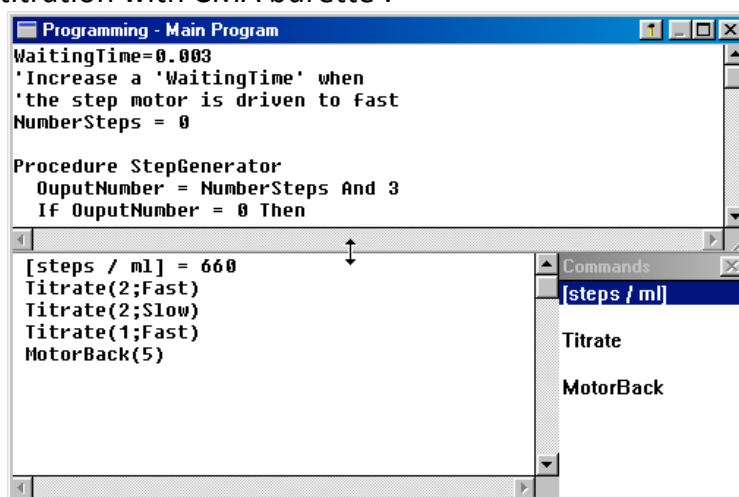 titration with CMA burette .
Programming - Main Program
WaitingTime=0.003
'Increase a 'WaitingTime' when
'the step motor is driven to fast
NumberSteps = 0
Procedure StepGenerator
OuputNumber = NumberSteps And 3
If OuputNumber = 0 Then
[steps / ml] = 660
Titrate(2;Fast)
Titrate(2;Slow)
Titrate(1;Fast)
MotorBack(5)
Commands
[steps / ml]
Titrate
MotorBack